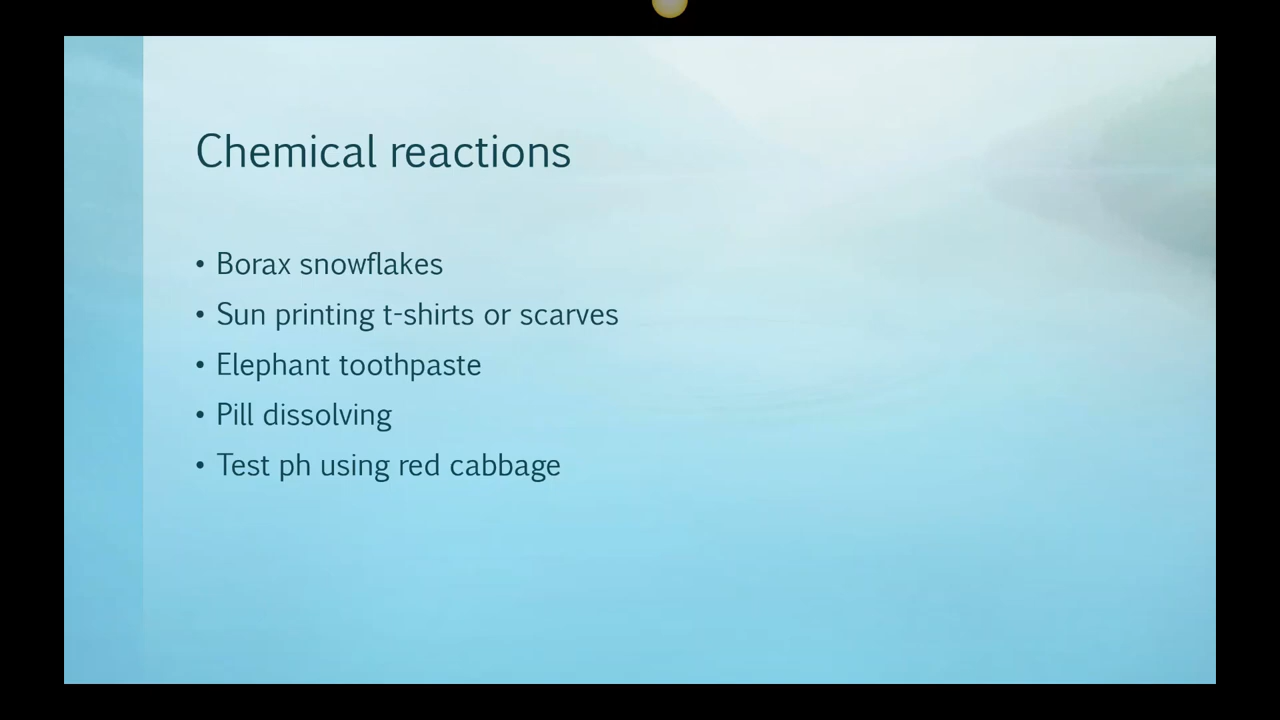 Chemical reactions
• Borax snowflakes
• Sun printing t-shirts or scarves
• Elephant toothpaste
• Pill dissolving
• Test ph using red cabbage